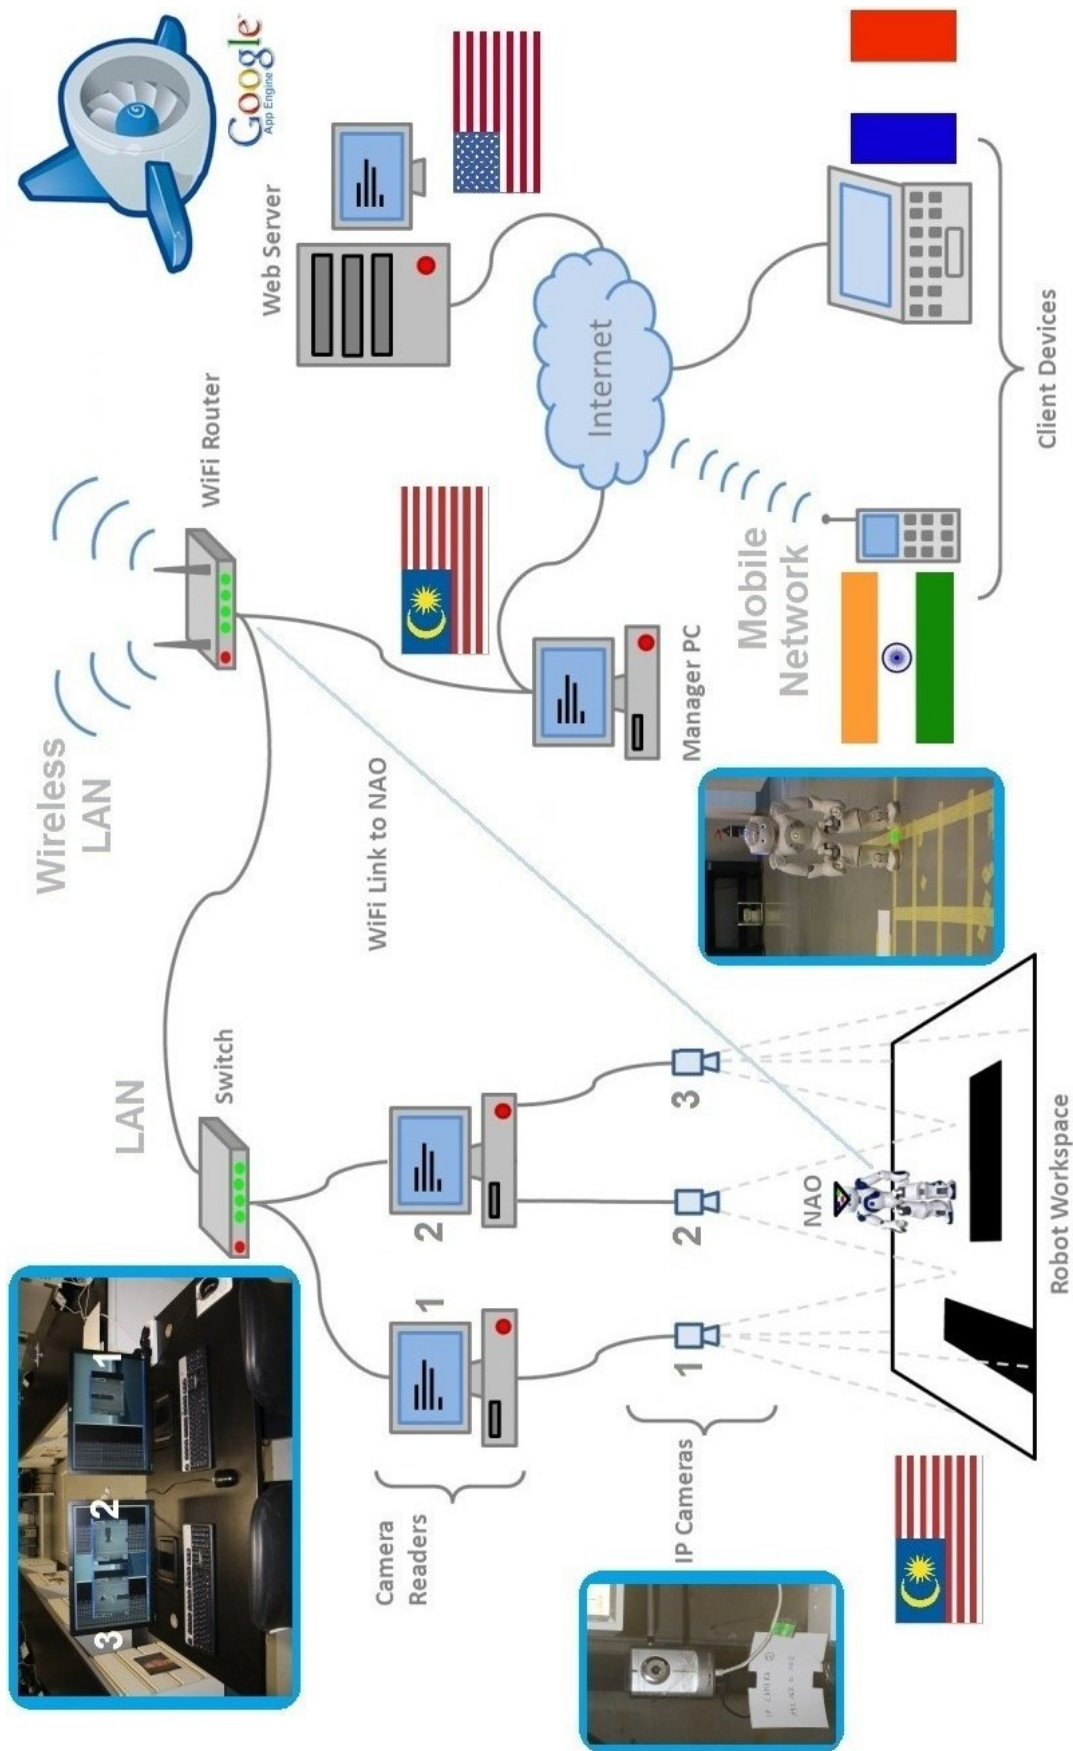 Google
App Engine
Web Server
WiFi Router
Wireless
LAN
LAN
Switch
Internet
Manager PC
Mobile
Network
Client Devices
WiFi Link to NAO
Camera
Readers
1
2
3
2
1
IP Cameras
1
2
3
NAO
Robot Workspace